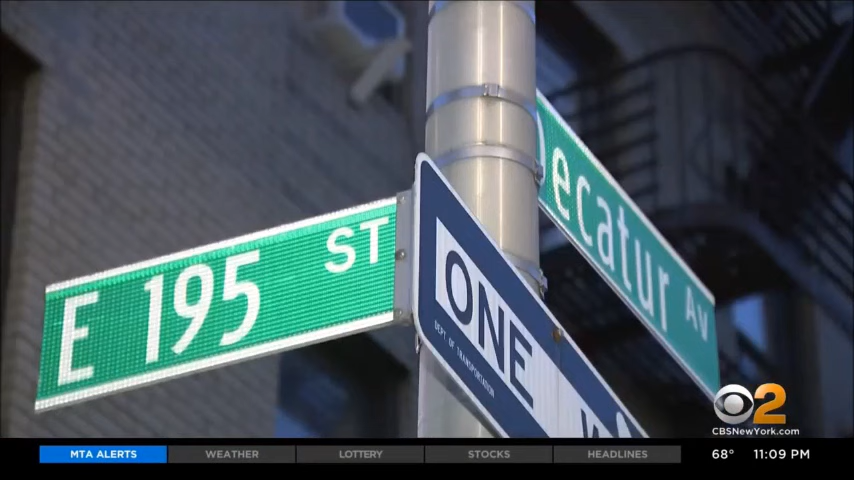 E 195 ST
ecatur AV
ONE
DEPT OF TRANSPORTATION
2
CBSNewYork.com
MTA ALERTS
WEATHER
LOTTERY
STOCKS
HEADLINES
68°
11:09 PM